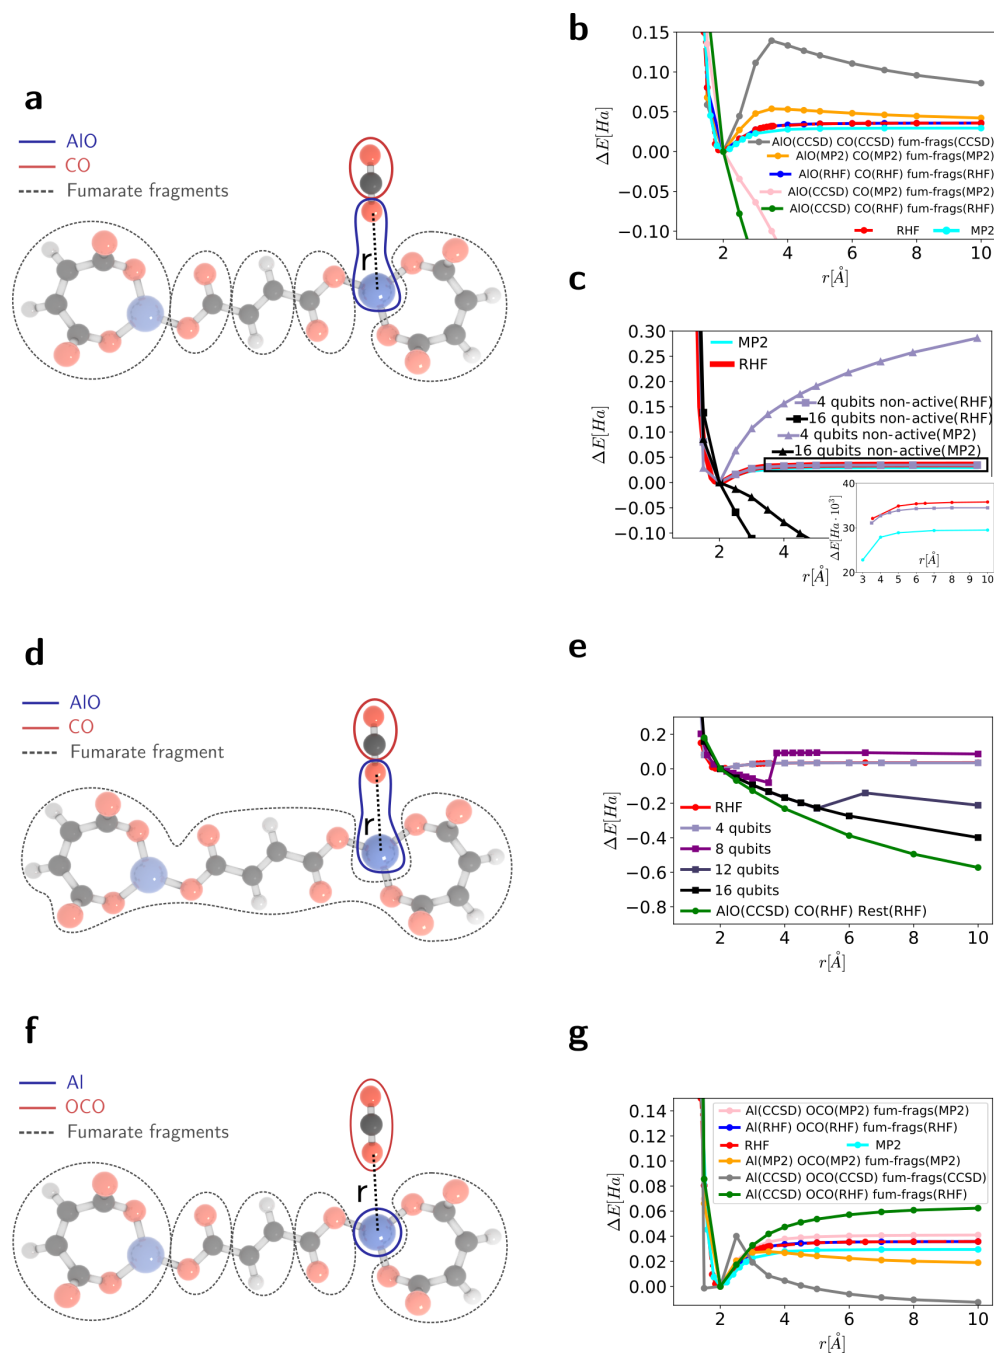 a
AlO
CO
Fumarate fragments
r
b
0.15
0.10
0.05
0.00
−0.05
−0.10
ΔE[Ha]
AlO(CCSD) CO(CCSD) fum-frags(CCSD)
AlO(MP2) CO(MP2) fum-frags(MP2)
AlO(RHF) CO(RHF) fum-frags(RHF)
AlO(CCSD) CO(MP2) fum-frags(MP2)
AlO(CCSD) CO(RHF) fum-frags(RHF)
RHF MP2
2 4 6 8 10
r[Å]
c
0.30
0.25
0.20
0.15
0.10
0.05
0.00
−0.05
−0.10
ΔE[Ha]
MP2
RHF
4 qubits non-active(RHF)
16 qubits non-active(RHF)
4 qubits non-active(MP2)
16 qubits non-active(MP2)
2 4
r[Å]
40
30
20
ΔE[Ha · 10³]
r[Å]
3 4 5 6 7 8 9 10
d
AlO
CO
Fumarate fragment
r
e
0.2
0.0
−0.2
−0.4
−0.6
−0.8
ΔE[Ha]
RHF
4 qubits
8 qubits
12 qubits
16 qubits
AlO(CCSD) CO(RHF) Rest(RHF)
2 4 6 8 10
r[Å]
f
Al
OCO
Fumarate fragments
r
g
0.14
0.12
0.10
0.08
0.06
0.04
0.02
0.00
ΔE[Ha]
Al(CCSD) OCO(MP2) fum-frags(MP2)
Al(RHF) OCO(RHF) fum-frags(RHF)
RHF MP2
Al(MP2) OCO(MP2) fum-frags(MP2)
Al(CCSD) OCO(CCSD) fum-frags(CCSD)
Al(CCSD) OCO(RHF) fum-frags(RHF)
2 4 6 8 10
r[Å]